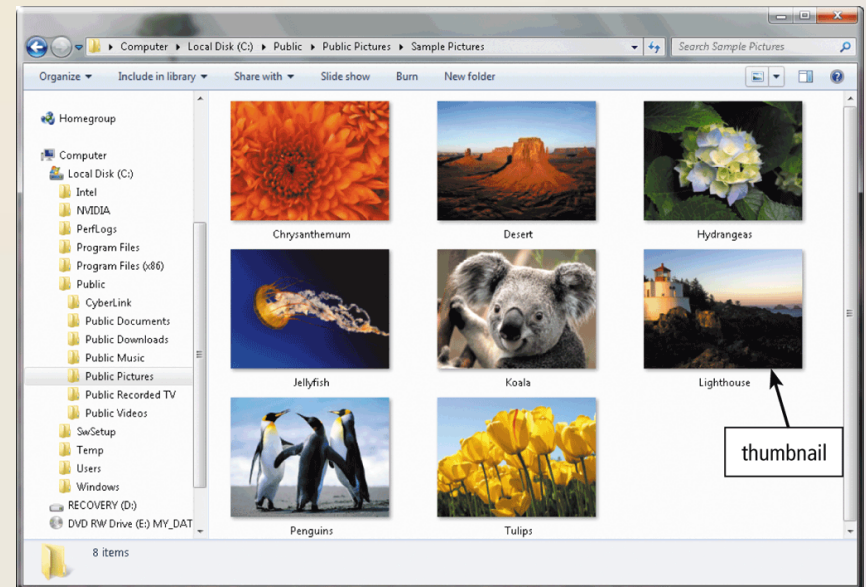 Computer ▸ Local Disk (C:) ▸ Public ▸ Public Pictures ▸ Sample Pictures
Search Sample Pictures
Organize Include in library Share with Slide show Burn New folder
Homegroup
Computer
Local Disk (C:)
Intel
NVIDIA
PerfLogs
Program Files
Program Files (x86)
Public
CyberLink
Public Documents
Public Downloads
Public Music
Public Pictures
Public Recorded TV
Public Videos
SwSetup
Temp
Users
Windows
RECOVERY (D:)
DVD RW Drive (E:) MY_DAT
Chrysanthemum
Desert
Hydrangeas
Jellyfish
Koala
Lighthouse
Penguins
Tulips
thumbnail
8 items